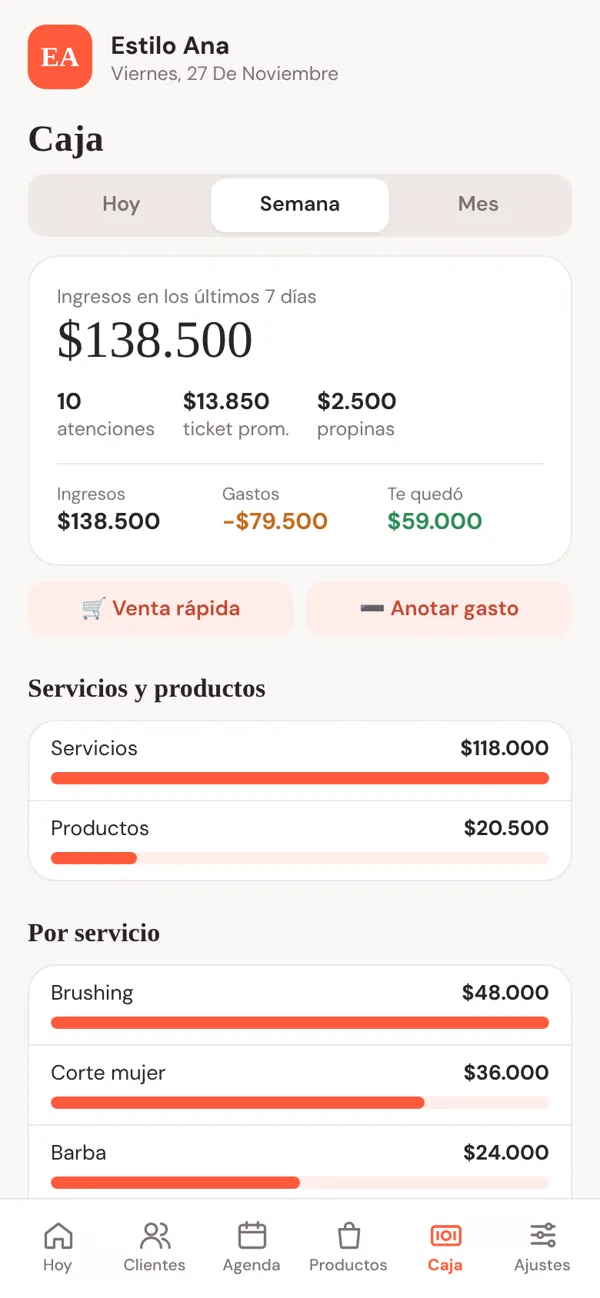 EA
Estilo Ana
Viernes, 27 De Noviembre
Caja
Hoy Semana Mes
Ingresos en los últimos 7 días
$138.500
10 $13.850 $2.500
atenciones ticket prom. propinas
Ingresos Gastos Te quedó
$138.500 -$79.500 $59.000
🛒 Venta rápida ➖ Anotar gasto
Servicios y productos
Servicios $118.000
Productos $20.500
Por servicio
Brushing $48.000
Corte mujer $36.000
Barba $24.000
Hoy Clientes Agenda Productos Caja Ajustes